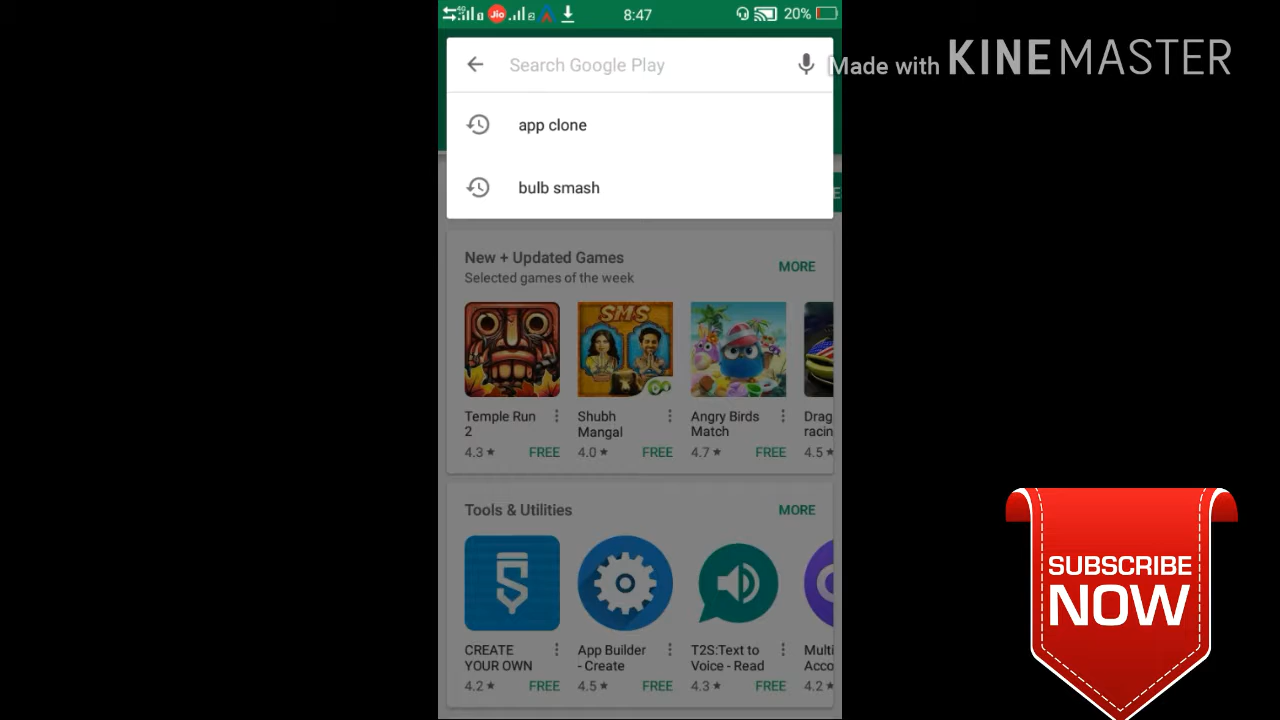 4G
Jio
8:47
20%
Made with KINEMASTER
Search Google Play
app clone
bulb smash
New + Updated Games
MORE
Selected games of the week
SMS
Temple Run
2
4.3 ★
FREE
Shubh
Mangal
4.0 ★
FREE
Angry Birds
Match
4.7 ★
FREE
Drag
racin
4.5 ★
Tools & Utilities
MORE
CREATE
YOUR OWN
4.2 ★
FREE
App Builder
- Create
4.5 ★
FREE
T2S:Text to
Voice - Read
4.3 ★
FREE
Multi
Acco
4.2 ★
SUBSCRIBE
NOW